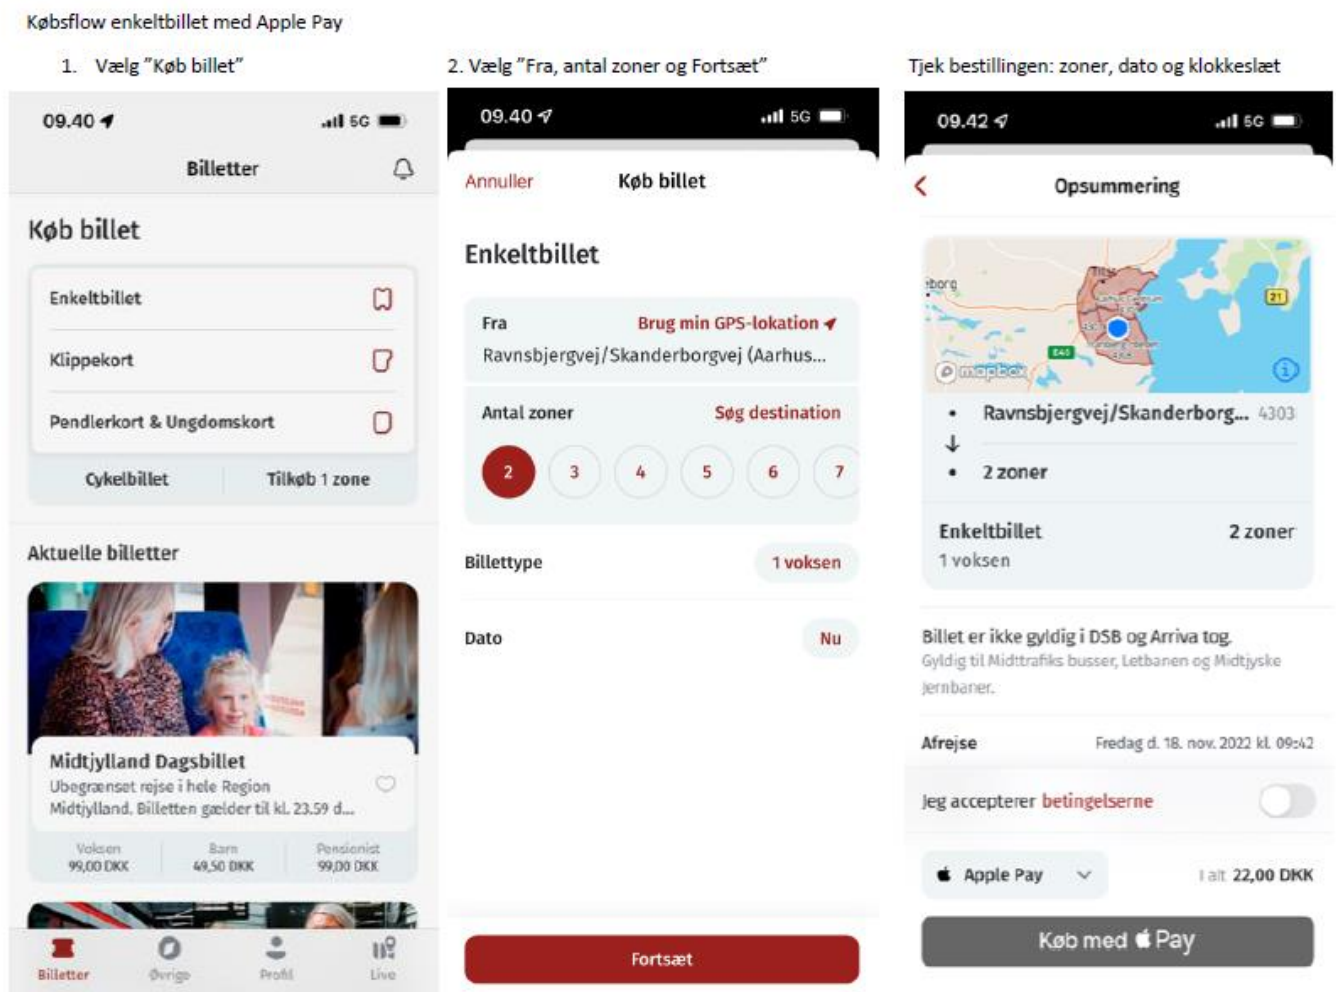 Købsflow enkeltbillet med Apple Pay
1. Vælg ”Køb billet”
09.40
5G
Billetter
Køb billet
Enkeltbillet
Klippekort
Pendlerkort & Ungdomskort
Cykelbillet
Tilkøb 1 zone
Aktuelle billetter
Midtjylland Dagsbillet
Ubegrænset rejse i hele Region
Midtjylland. Billetten gælder til kl. 23.59 d...
Voksen
Barn
Pensionist
99,00 DKK
49,50 DKK
99,00 DKK
Billetter
Øvrige
Profil
Live
2. Vælg ”Fra, antal zoner og Fortsæt”
09.40
5G
Annuller
Køb billet
Enkeltbillet
Fra
Brug min GPS-lokation
Ravnsbjergvej/Skanderborgvej (Aarhus...
Antal zoner
Søg destination
2
3
4
5
6
7
Billettype
1 voksen
Dato
Nu
Fortsæt
Tjek bestillingen: zoner, dato og klokkeslæt
09.42
5G
Opsummering
21
E45
mapbox
Ravnsbjergvej/Skanderborg... 4303
2 zoner
Enkeltbillet
2 zoner
1 voksen
Billet er ikke gyldig i DSB og Arriva tog.
Gyldig til Midttrafiks busser, Letbanen og Midtjyske
Jernbaner.
Afrejse
Fredag d. 18. nov. 2022 kl. 09:42
Jeg accepterer betingelserne
Apple Pay
I alt 22,00 DKK
Køb med Pay